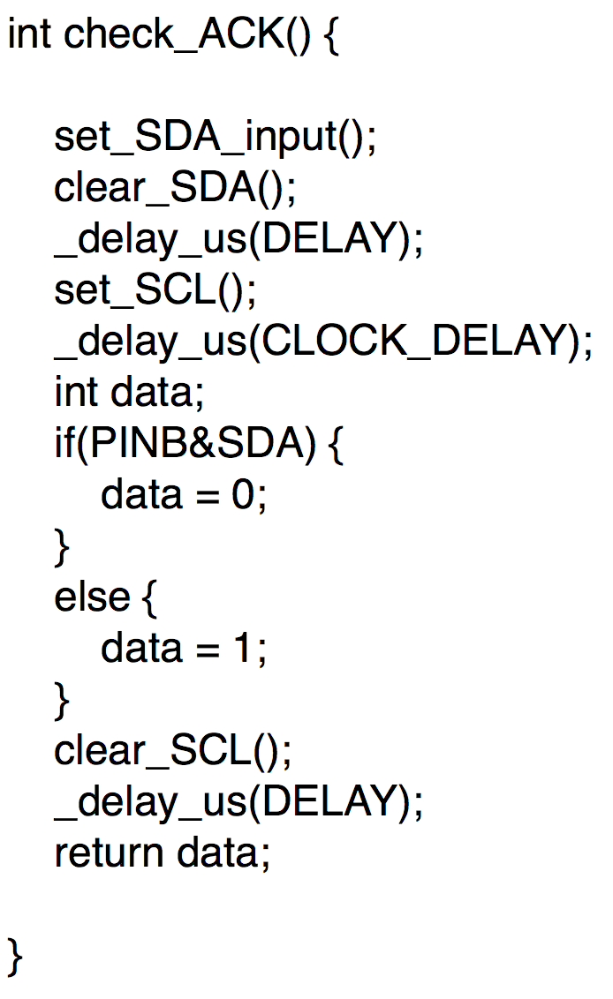 int check_ACK() {
set_SDA_input();
clear_SDA();
_delay_us(DELAY);
set_SCL();
_delay_us(CLOCK_DELAY);
int data;
if(PINB&SDA) {
data = 0;
}
else {
data = 1;
}
clear_SCL();
_delay_us(DELAY);
return data;
}